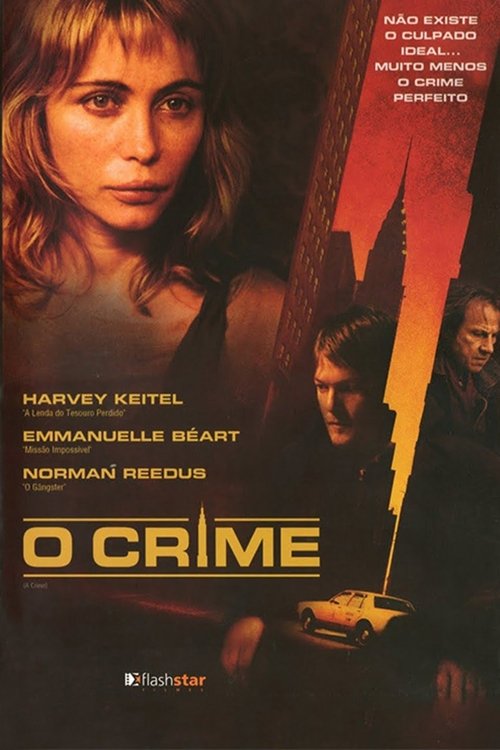 NÃO EXISTE
O CULPADO
IDEAL...
MUITO MENOS
O CRIME
PERFEITO
HARVEY KEITEL
"A Lenda do Tesouro Perdido"
EMMANUELLE BÉART
"Missão Impossível"
NORMAN REEDUS
"O Gângster"
O CRIME
(A Crime)
flashstar
FILMES